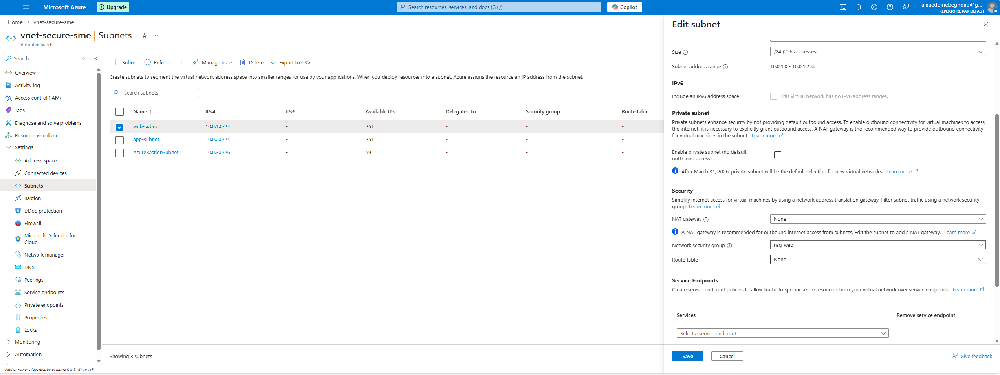 Microsoft Azure
Upgrade
Search resources, services, and docs (G+/)
Copilot
alaaeddinebeghdad@g...
RÉPERTOIRE PAR DÉFAUT
Home > vnet-secure-sme
vnet-secure-sme | Subnets
Virtual network
Search
Overview
Activity log
Access control (IAM)
Tags
Diagnose and solve problems
Resource visualizer
Settings
Address space
Connected devices
Subnets
Bastion
DDoS protection
Firewall
Microsoft Defender for
Cloud
Network manager
DNS
Peerings
Service endpoints
Private endpoints
Properties
Locks
Monitoring
Automation
Add or remove favorites by pressing Ctrl+Shift+F
Subnet Refresh Manage users Delete Export to CSV
Create subnets to segment the virtual network address space into smaller ranges for use by your applications. When you deploy resources into a subnet, Azure assigns the resource an IP address from the subnet.
Search subnets
Name ↑ IPv4 IPv6 Available IPs Delegated to Security group Route table
web-subnet 10.0.1.0/24 - 251 - - -
app-subnet 10.0.2.0/24 - 251 - - -
AzureBastionSubnet 10.0.3.0/26 - 59 - - -
Showing 3 subnets
Edit subnet
Size /24 (256 addresses)
Subnet address range 10.0.1.0 - 10.0.1.255
IPv6
Include an IPv6 address space This virtual network has no IPv6 address ranges.
Private subnet
Private subnets enhance security by not providing default outbound access. To enable outbound connectivity for virtual machines to access
the internet, it is necessary to explicitly grant outbound access. A NAT gateway is the recommended way to provide outbound connectivity
for virtual machines in the subnet. Learn more
Enable private subnet (no default
outbound access)
After March 31, 2026, private subnet will be the default selection for new virtual networks. Learn more
Security
Simplify internet access for virtual machines by using a network address translation gateway. Filter subnet traffic using a network security
group. Learn more
NAT gateway None
A NAT gateway is recommended for outbound internet access from subnets. Edit the subnet to add a NAT gateway. Learn more
Network security group nsg-web
Route table None
Service Endpoints
Create service endpoint policies to allow traffic to specific azure resources from your virtual network over service endpoints. Learn more
Services Remove service endpoint
Select a service endpoint
Save Cancel Give feedback